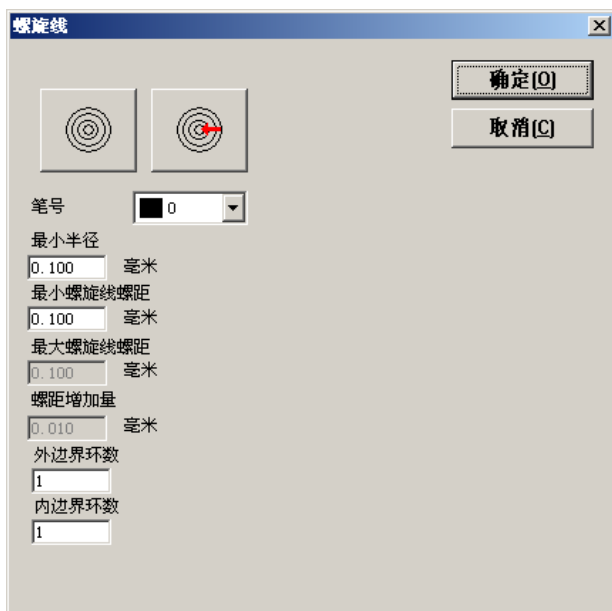 螺旋线
确定[O]
取消[C]
笔号 0
最小半径
0.100 毫米
最小螺旋线螺距
0.100 毫米
最大螺旋线螺距
0.100 毫米
螺距增加量
0.010 毫米
外边界环数
1
内边界环数
1